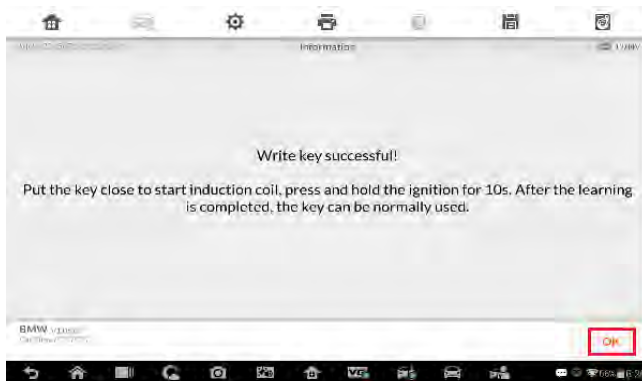 Information
Write key successful!
Put the key close to start induction coil, press and hold the ignition for 10s. After the learning
is completed, the key can be normally used.
BMW
OK
VCI